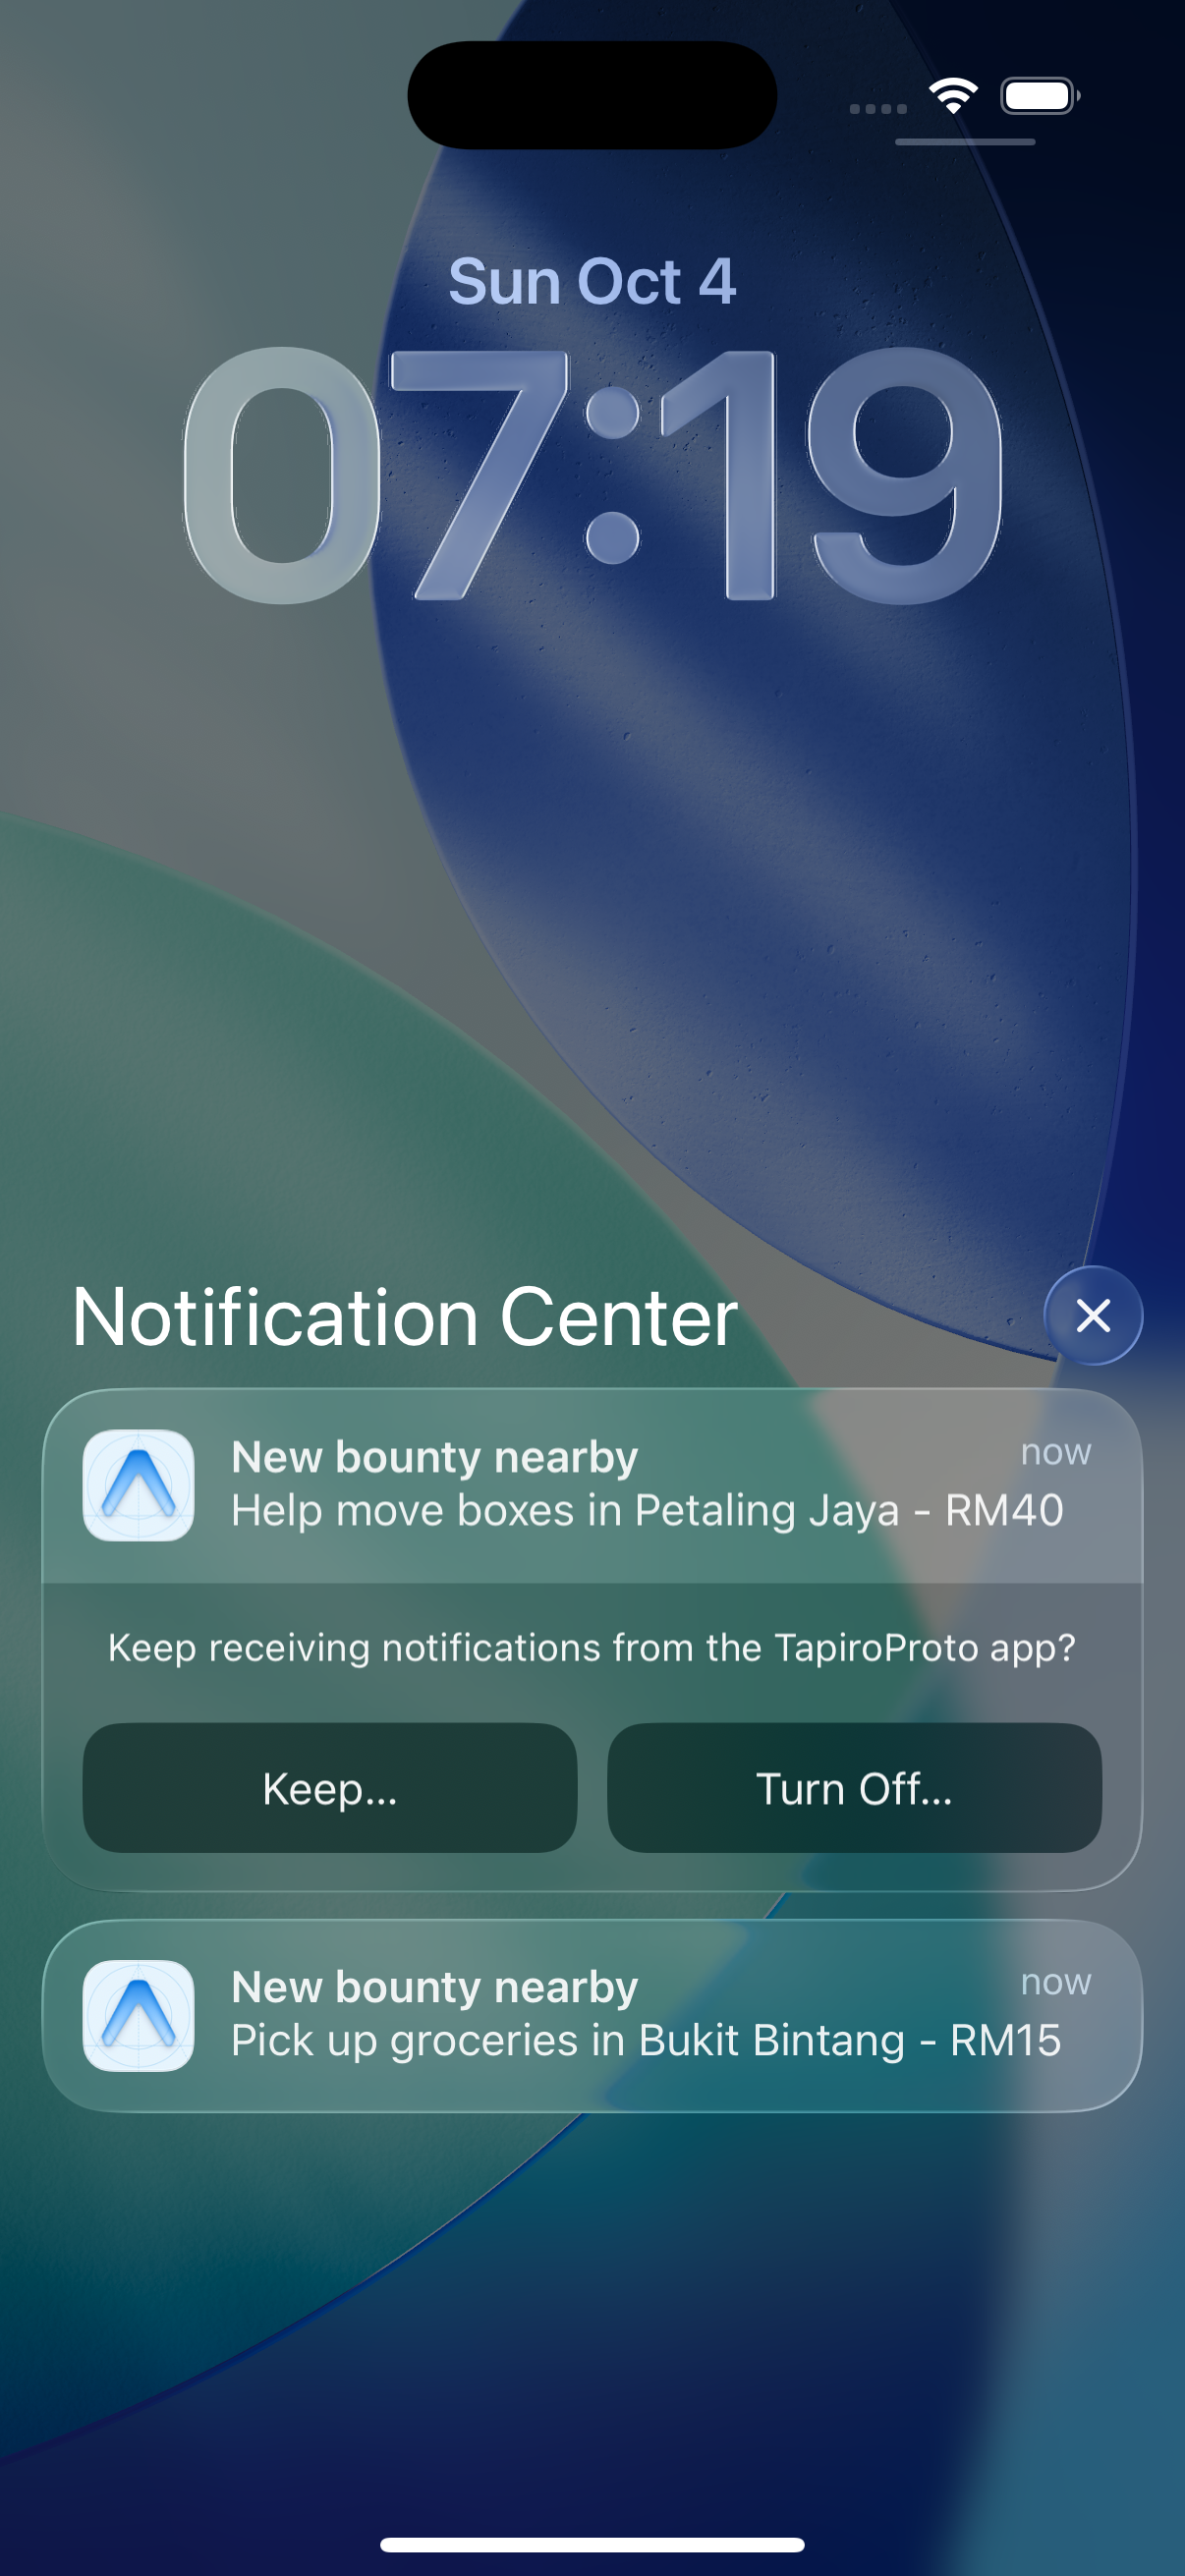 Sun Oct 4
07:19
Notification Center
New bounty nearby
now
Help move boxes in Petaling Jaya - RM40
Keep receiving notifications from the TapiroProto app?
Keep...
Turn Off...
New bounty nearby
now
Pick up groceries in Bukit Bintang - RM15